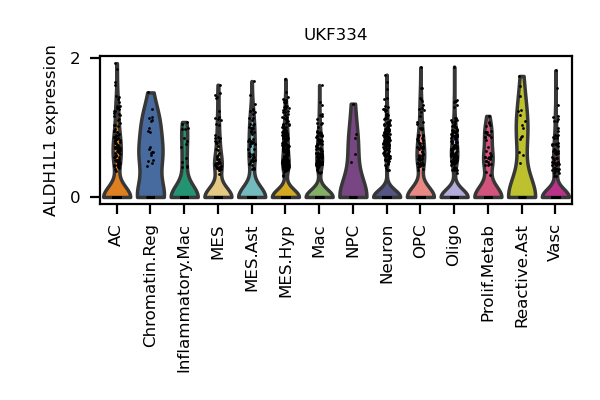 UKF334
ALDH1L1 expression
2
0
AC
Chromatin.Reg
Inflammatory.Mac
MES
MES.Ast
MES.Hyp
Mac
NPC
Neuron
OPC
Oligo
Prolif.Metab
Reactive.Ast
Vasc